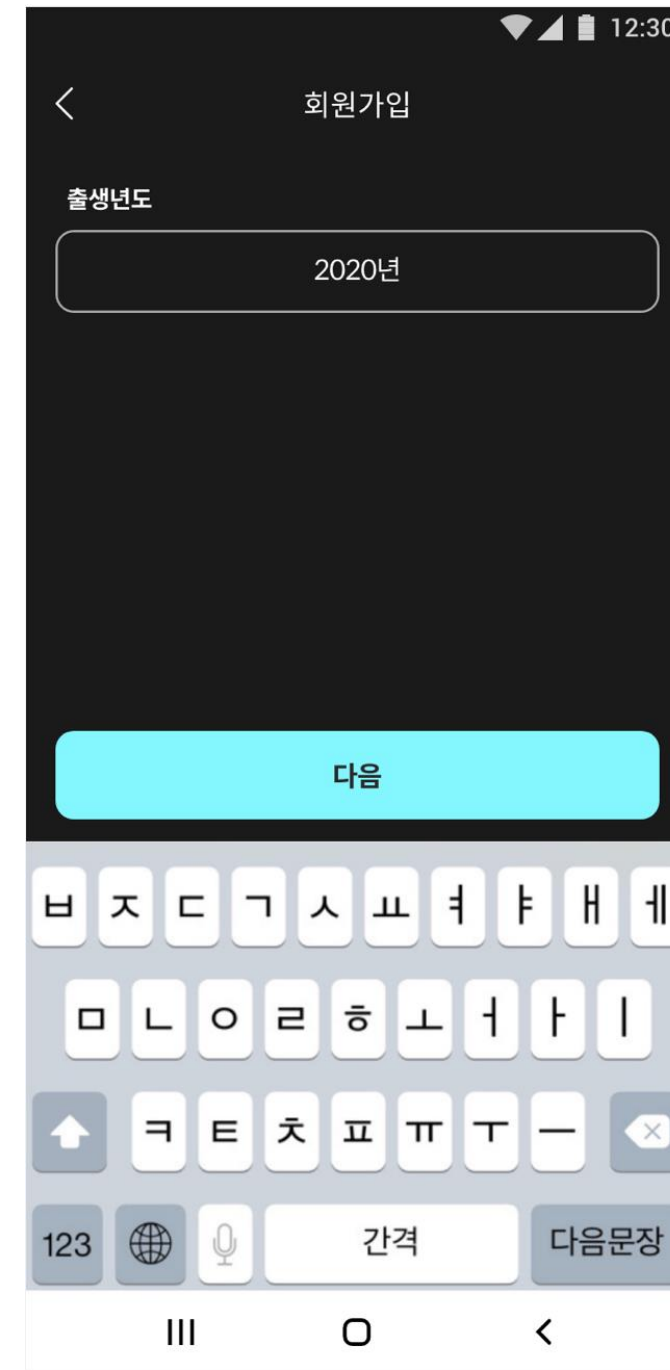 12:30
회원가입
출생년도
2020년
다음
ㅂ ㅈ ㄷ ㄱ ㅅ ㅛ ㅕ ㅑ ㅐ ㅔ
ㅁ ㄴ ㅇ ㄹ ㅎ ㅗ ㅓ ㅏ ㅣ
ㅋ ㅌ ㅊ ㅍ ㅠ ㅜ ㅡ
123 간격 다음문장